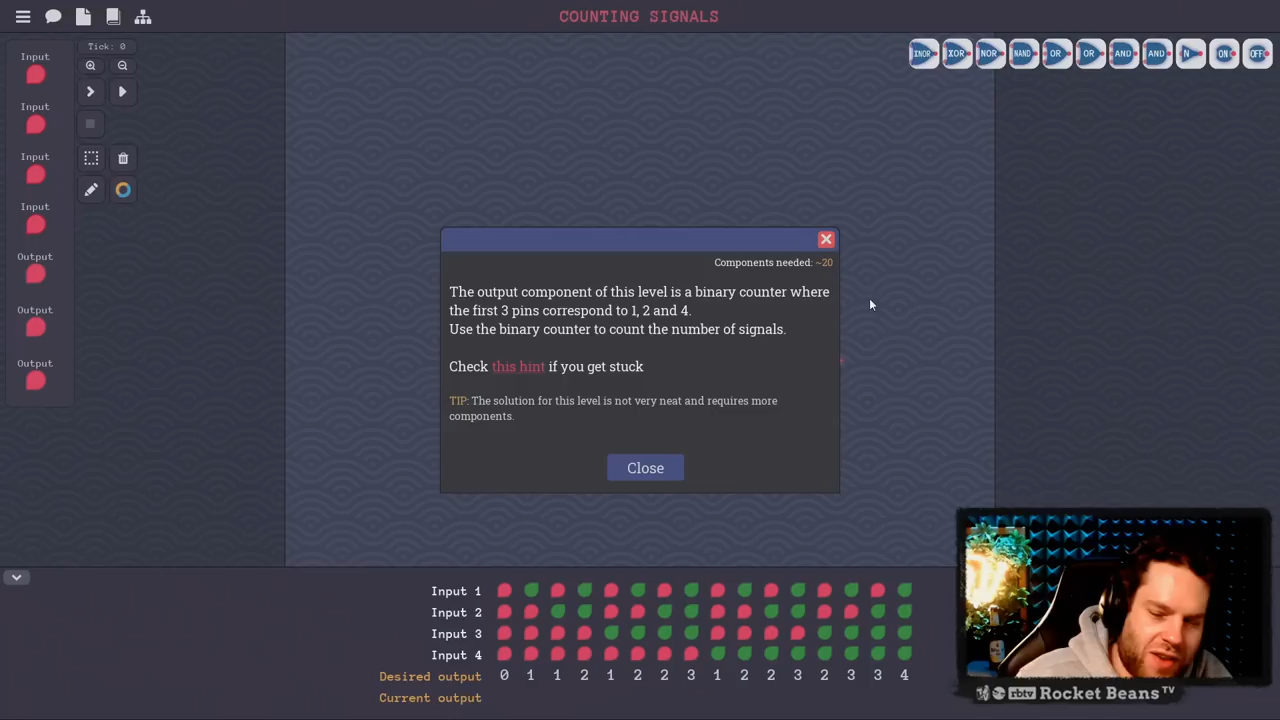 COUNTING SIGNALS
Tick: 0
Input
Input
Input
Input
Output
Output
Output
XOR
NOR
NAND
OR
OR
AND
AND
N
ON
OFF
Components needed: ~20
The output component of this level is a binary counter where
the first 3 pins correspond to 1, 2 and 4.
Use the binary counter to count the number of signals.
Check this hint if you get stuck
TIP: The solution for this level is not very neat and requires more
components.
Close
Input 1
Input 2
Input 3
Input 4
Desired output 0 1 1 2 1 2 2 3 1 2 2 3 2 3 3 4
Current output
rbtv Rocket Beans TV